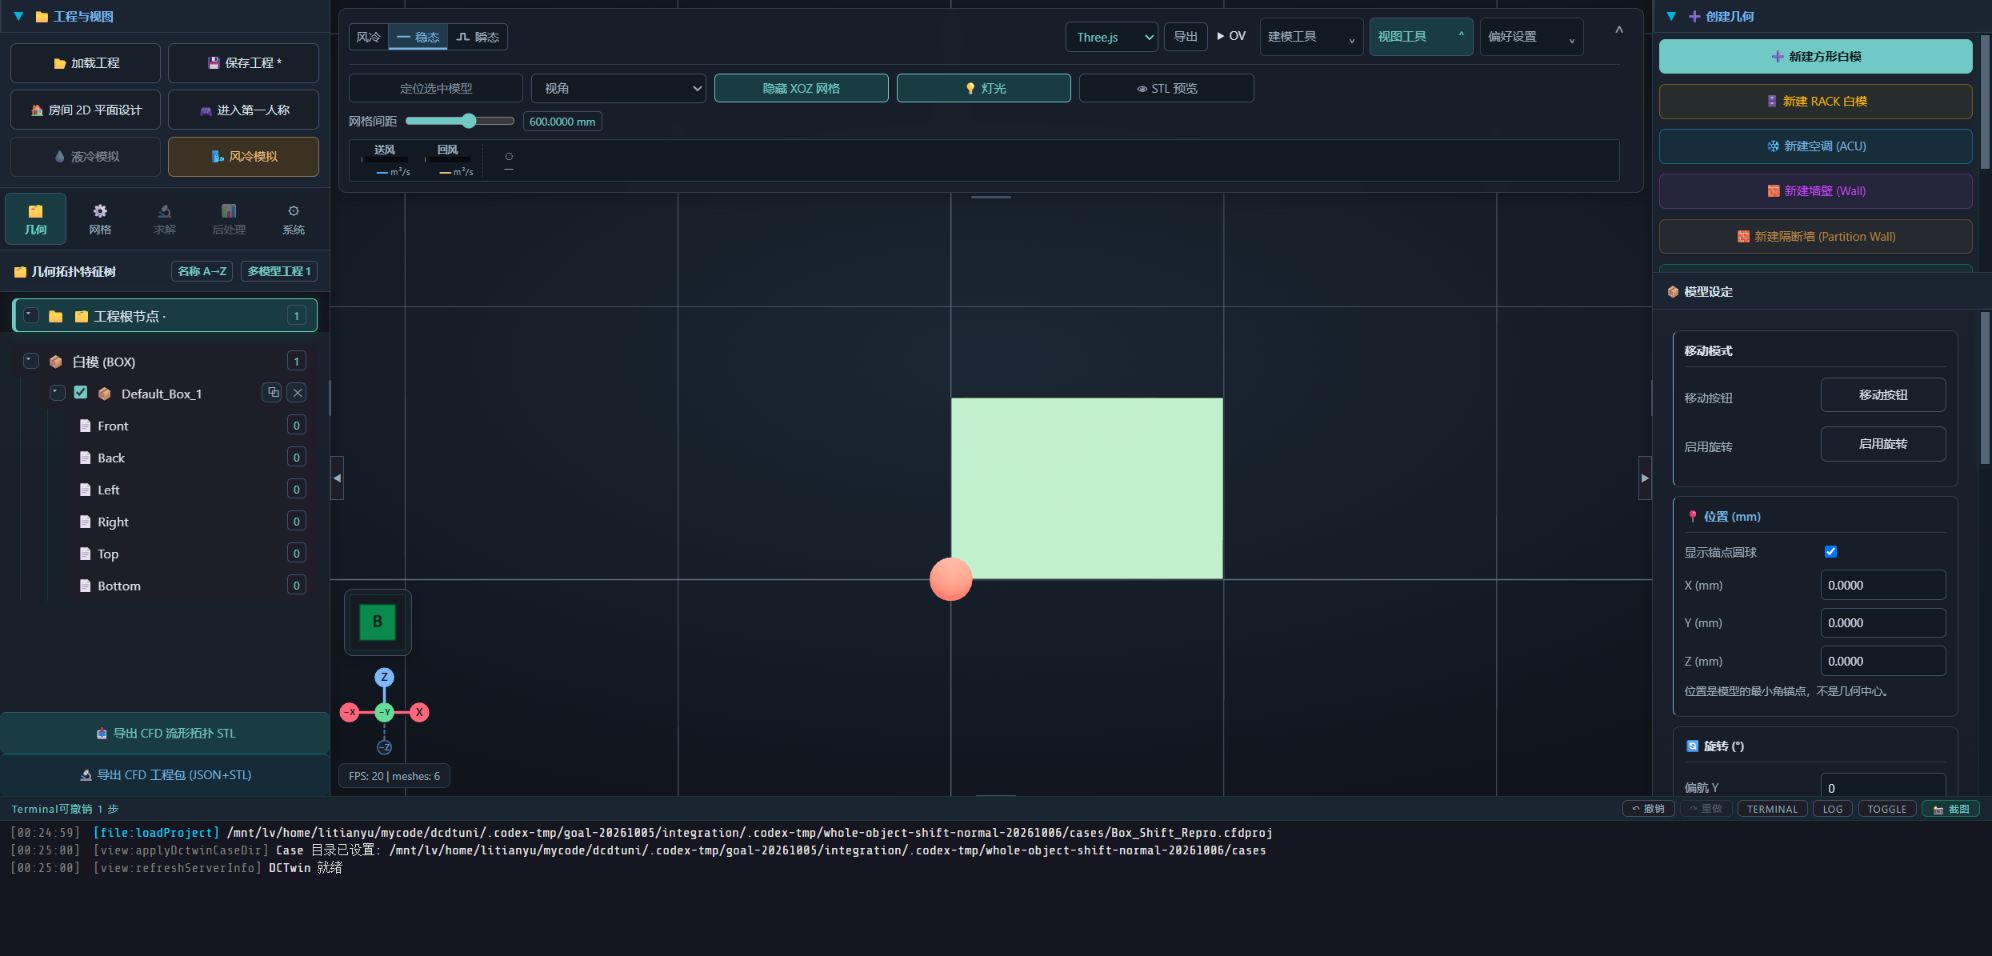 ▼ 📁 工程与视图
📂 加载工程
💾 保存工程 *
🏠 房间 2D 平面设计
🎮 进入第一人称
💧 液冷模拟
🌬️ 风冷模拟
几何
网格
求解
后处理
系统
🗂️ 几何拓扑特征树
名称 A→Z
多模型工程 1
工程根节点 · 1
白模 (BOX) 1
Default_Box_1
Front 0
Back 0
Left 0
Right 0
Top 0
Bottom 0
导出 CFD 流形拓扑 STL
导出 CFD 工程包 (JSON+STL)
风冷
稳态
瞬态
Three.js
导出
▶ OV
建模工具
视图工具
偏好设置
定位选中模型
视角
隐藏 XOZ 网格
💡 灯光
👁 STL 预览
网格间距 600.0000 mm
送风
— m³/s
回风
— m³/s
○
—
B
Z
-X
-Y
X
-Z
FPS: 20 | meshes: 6
▼ ➕ 创建几何
➕ 新建方形白模
新建 RACK 白模
❄ 新建空调 (ACU)
🧱 新建墙壁 (Wall)
🧱 新建隔断墙 (Partition Wall)
📦 模型设定
移动模式
移动按钮 移动按钮
启用旋转 启用旋转
📍 位置 (mm)
显示锚点圆球
X (mm) 0.0000
Y (mm) 0.0000
Z (mm) 0.0000
位置是模型的最小角锚点，不是几何中心。
🔄 旋转 (°)
偏航 Y 0
Terminal可撤销 1 步
↶ 撤销
↷ 重做
TERMINAL
LOG
TOGGLE
📷 截图
[00:24:59] [file:loadProject] /mnt/lv/home/litianyu/mycode/dcdtuni/.codex-tmp/goal-20261005/integration/.codex-tmp/whole-object-shift-normal-20261006/cases/Box_Shift_Repro.cfdproj
[00:25:00] [view:applyDctwinCaseDir] Case 目录已设置: /mnt/lv/home/litianyu/mycode/dcdtuni/.codex-tmp/goal-20261005/integration/.codex-tmp/whole-object-shift-normal-20261006/cases
[00:25:00] [view:refreshServerInfo] DCTwin 就绪